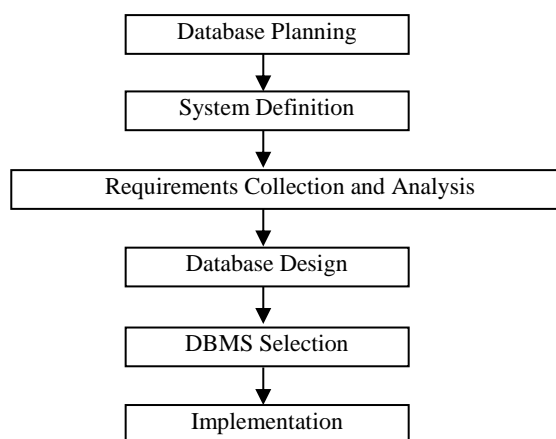 Database Planning
System Definition
Requirements Collection and Analysis
Database Design
DBMS Selection
Implementation